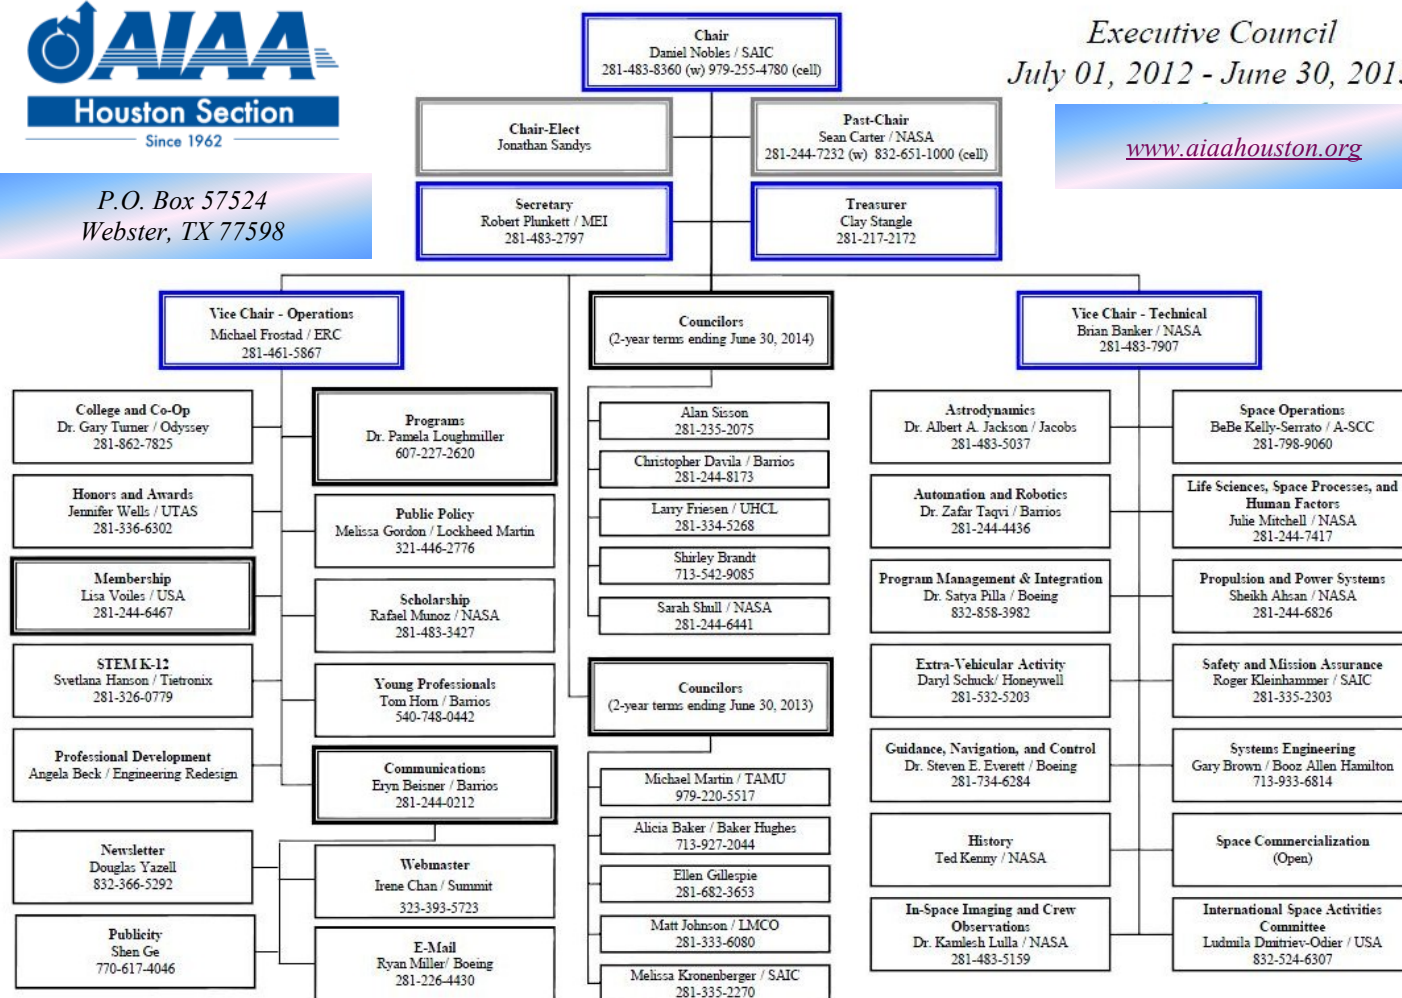 AIAA
Houston Section
Since 1962
P.O. Box 57524
Webster, TX 77598
Executive Council
July 01, 2012 - June 30, 201
www.aiaahouston.org
Chair
Daniel Nobles / SAIC
281-483-8360 (w) 979-255-4780 (cell)
Chair-Elect
Jonathan Sandys
Past-Chair
Sean Carter / NASA
281-244-7232 (w) 832-651-1000 (cell)
Secretary
Robert Plunkett / MEI
281-483-2797
Treasurer
Clay Stangle
281-217-2172
Vice Chair - Operations
Michael Frostad / ERC
281-461-5867
Councilors
(2-year terms ending June 30, 2014)
Vice Chair - Technical
Brian Banker / NASA
281-483-7907
College and Co-Op
Dr. Gary Turner / Odyssey
281-862-7825
Honors and Awards
Jennifer Wells / UTAS
281-336-6302
Membership
Lisa Voiles / USA
281-244-6467
STEM K-12
Svetlana Hanson / Tietronix
281-326-0779
Professional Development
Angela Beck / Engineering Redesign
Newsletter
Douglas Yazell
832-366-5292
Publicity
Shen Ge
770-617-4046
Programs
Dr. Pamela Loughmiller
607-227-2620
Public Policy
Melissa Gordon / Lockheed Martin
321-446-2776
Scholarship
Rafael Munoz / NASA
281-483-3427
Young Professionals
Tom Horn / Barrios
540-748-0442
Communications
Eryn Beisner / Barrios
281-244-0212
Webmaster
Irene Chan / Summit
323-393-5723
E-Mail
Ryan Miller/ Boeing
281-226-4430
Alan Sisson
281-235-2075
Christopher Davila / Barrios
281-244-8173
Larry Friesen / UHCL
281-334-5268
Shirley Brandt
713-542-9085
Sarah Shull / NASA
281-244-6441
Councilors
(2-year terms ending June 30, 2013)
Michael Martin / TAMU
979-220-5517
Alicia Baker / Baker Hughes
713-927-2044
Ellen Gillespie
281-682-3653
Matt Johnson / LMCO
281-333-6080
Melissa Kronenberger / SAIC
281-335-2270
Astrodynamics
Dr. Albert A. Jackson / Jacobs
281-483-5037
Automation and Robotics
Dr. Zafar Taqvi / Barrios
281-244-4436
Program Management & Integration
Dr. Satya Pilla / Boeing
832-858-3982
Extra-Vehicular Activity
Daryl Schuck/ Honeywell
281-532-5203
Guidance, Navigation, and Control
Dr. Steven E. Everett / Boeing
281-734-6284
History
Ted Kenny / NASA
In-Space Imaging and Crew
Observations
Dr. Kamlesh Lulla / NASA
281-483-5159
Space Operations
BeBe Kelly-Serrato / A-SCC
281-798-9060
Life Sciences, Space Processes, and
Human Factors
Julie Mitchell / NASA
281-244-7417
Propulsion and Power Systems
Sheikh Ahsan / NASA
281-244-6826
Safety and Mission Assurance
Roger Kleinhammer / SAIC
281-335-2303
Systems Engineering
Gary Brown / Booz Allen Hamilton
713-933-6814
Space Commercialization
(Open)
International Space Activities
Committee
Ludmila Dmitriev-Odier / USA
832-524-6307